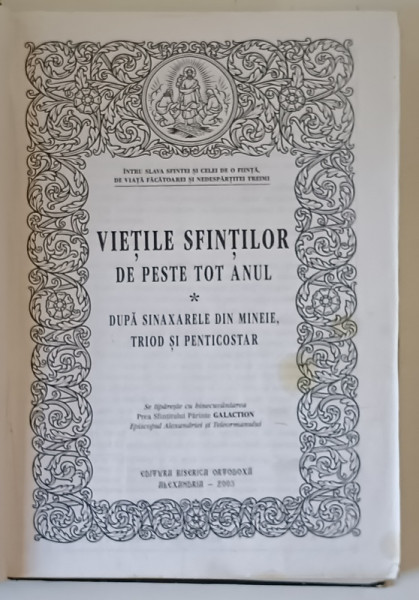 ÎNTRU SLAVA SFINTEI ȘI CELEI DE O FIINȚĂ,
DE VIAȚĂ FĂCĂTOAREI ȘI NEDESPĂRȚITEI TREIMI
VIEȚILE SFINȚILOR
DE PESTE TOT ANUL
*
DUPĂ SINAXARELE DIN MINEIE,
TRIOD ȘI PENTICOSTAR
Se tipărește cu binecuvântarea
Prea Sfințitului Părinte GALACTION
Episcopul Alexandriei și Teleormanului
EDITURA BISERICA ORTODOXĂ
ALEXANDRIA – 2003